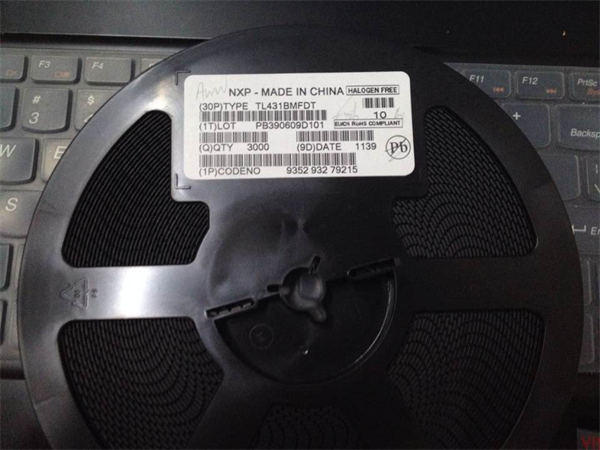 NXP - MADE IN CHINA HALOGEN FREE
(30P)TYPE TL431BMFDT
10
(1T)LOT PB390609D101 EU/CN RoHS COMPLIANT
(Q)QTY 3000 (9D)DATE 1139 Pb
(1P)CODENO 9352 932 79215
F3
F4
F11
F12
PrtSc
3
E
S